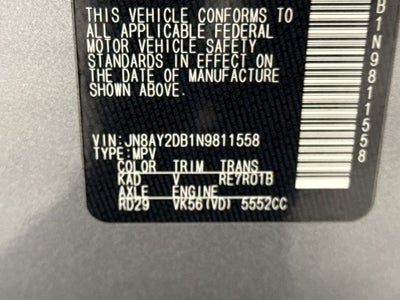 THIS VEHICLE CONFORMS TO
ALL APPLICABLE FEDERAL
MOTOR VEHICLE SAFETY
STANDARDS IN EFFECT ON
THE DATE OF MANUFACTURE
SHOWN ABOVE.
VIN:JN8AY2DB1N9811558
TYPE:MPV
COLOR TRIM TRANS
KAD V RE7R01B
AXLE ENGINE
RD29 VK56(VD) 5552CC
B1N9811558